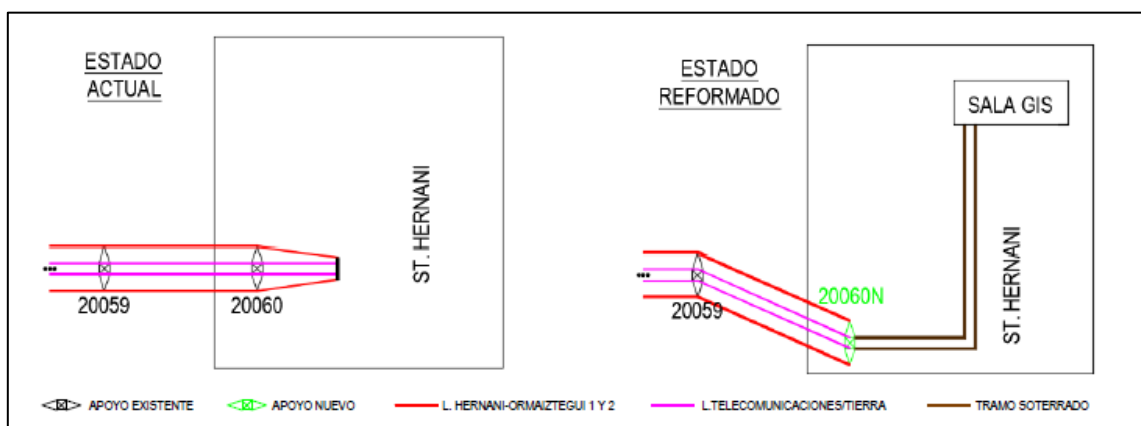 ESTADO
ACTUAL
ST. HERNANI
20059
20060
ESTADO
REFORMADO
SALA GIS
ST. HERNANI
20059
20060N
APOYO EXISTENTE
APOYO NUEVO
L. HERNANI-ORMAIZTEGUI 1 Y 2
L.TELECOMUNICACIONES/TIERRA
TRAMO SOTERRADO